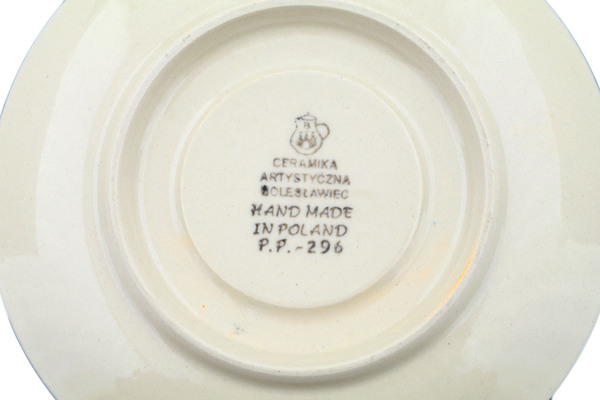 CERAMIKA
ARTYSTYCZNA
BOLESŁAWIEC
HAND MADE
IN POLAND
P.P.-296